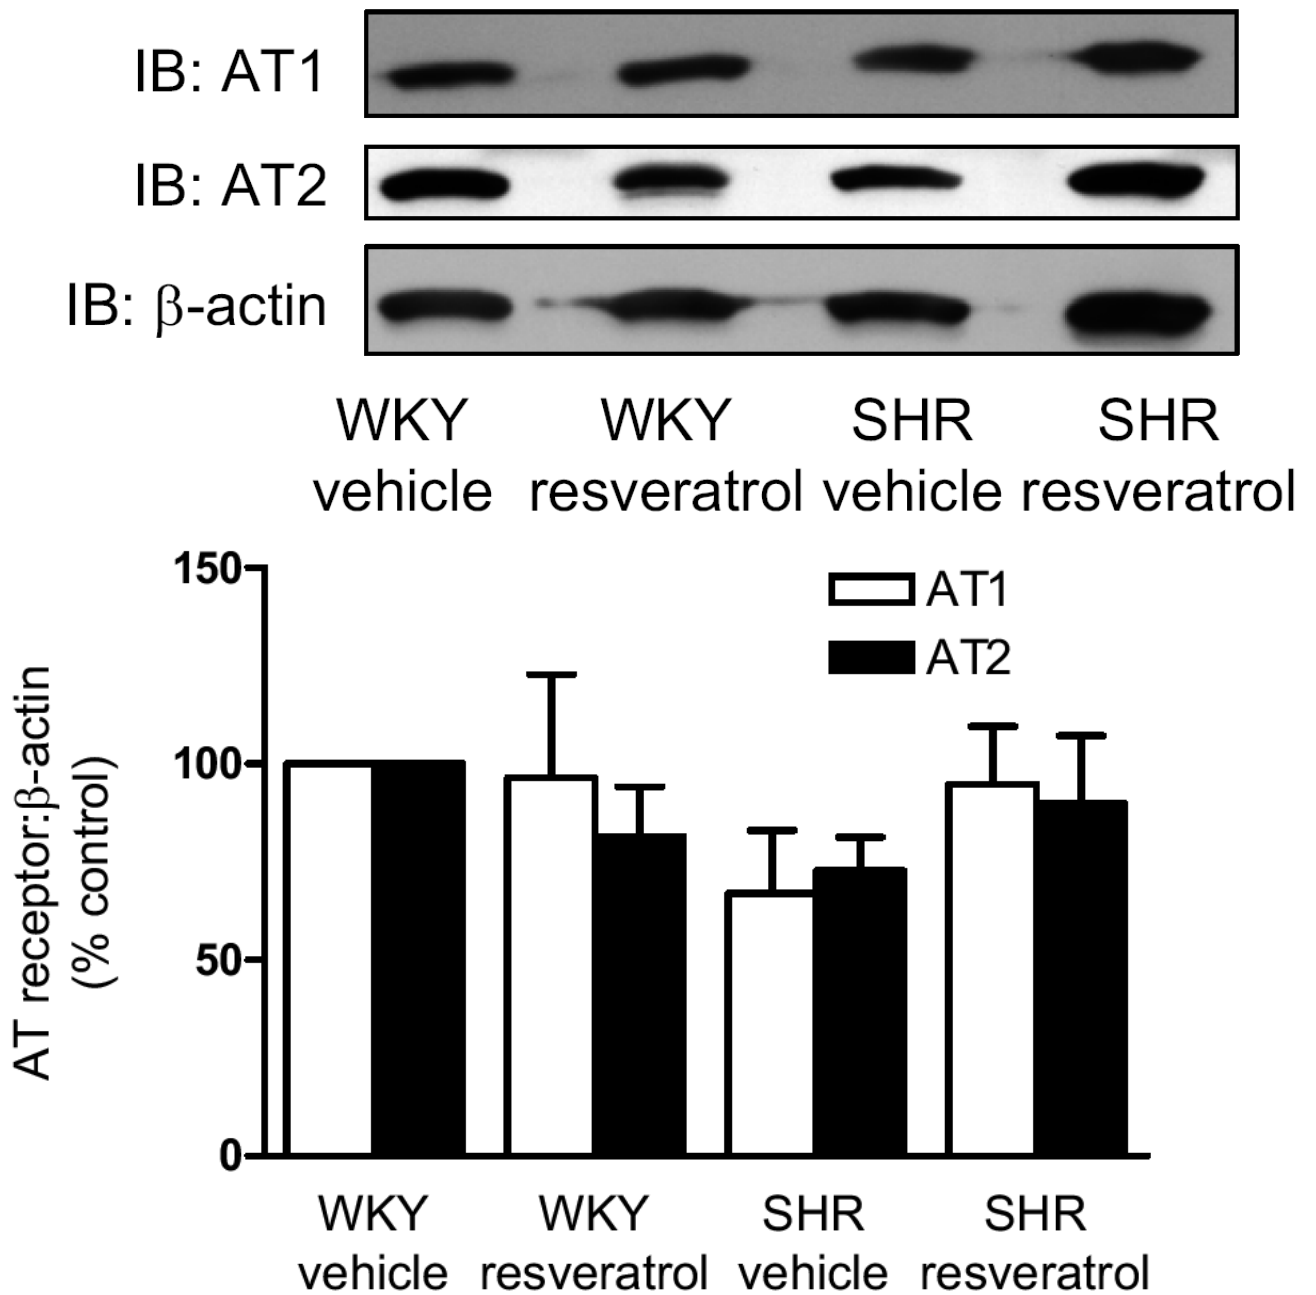 IB: AT1
IB: AT2
IB: β-actin
WKY WKY SHR SHR
vehicle resveratrol vehicle resveratrol
150
AT1
AT2
100
50
0
AT receptor:β-actin
(% control)
WKY WKY SHR SHR
vehicle resveratrol vehicle resveratrol